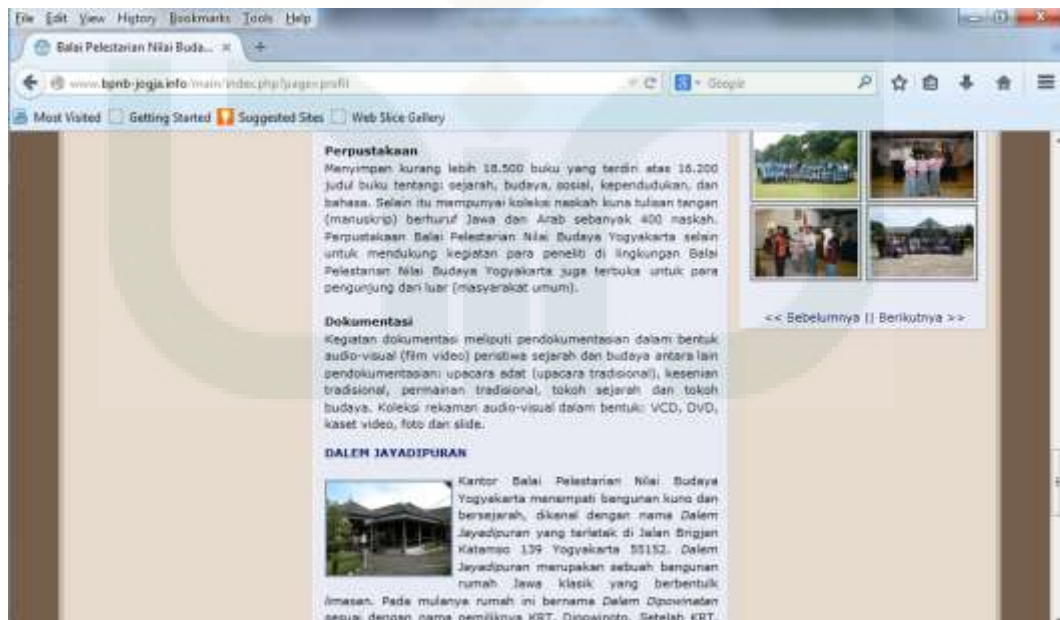 File Edit View History Bookmarks Tools Help
Balai Pelestarian Nilai Buda... × +
www.bpnb-jogja.info/main/index.php?page=profil
Google
Most Visited Getting Started Suggested Sites Web Slice Gallery
Perpustakaan
Menyimpan kurang lebih 18.500 buku yang terdiri atas 16.200
judul buku tentang: sejarah, budaya, sosial, kependudukan, dan
bahasa. Selain itu mempunyai koleksi naskah kuna tulisan tangan
(manuskrip) berhuruf Jawa dan Arab sebanyak 400 naskah.
Perpustakaan Balai Pelestarian Nilai Budaya Yogyakarta selain
untuk mendukung kegiatan para peneliti di lingkungan Balai
Pelestarian Nilai Budaya Yogyakarta juga terbuka untuk para
pengunjung dari luar (masyarakat umum).
Dokumentasi
Kegiatan dokumentasi meliputi pendokumentasian dalam bentuk
audio-visual (film video) peristiwa sejarah dan budaya antara lain
pendokumentasian: upacara adat (upacara tradisional), kesenian
tradisional, permainan tradisional, tokoh sejarah dan tokoh
budaya. Koleksi rekaman audio-visual dalam bentuk: VCD, DVD,
kaset video, foto dan slide.
DALEM JAYADIPURAN
Kantor Balai Pelestarian Nilai Budaya
Yogyakarta menempati bangunan kuno dan
bersejarah, dikenal dengan nama Dalem
Jayadipuran yang terletak di Jalan Brigjen
Katamso 139 Yogyakarta 55152. Dalem
Jayadipuran merupakan sebuah bangunan
rumah Jawa klasik yang berbentuik
limasan. Pada mulanya rumah ini bernama Dalem Dipowinatan
sesuai dengan nama pemiliknya KRT. Dipowinoto. Setelah KRT.
<< Sebelumnya || Berikutnya >>